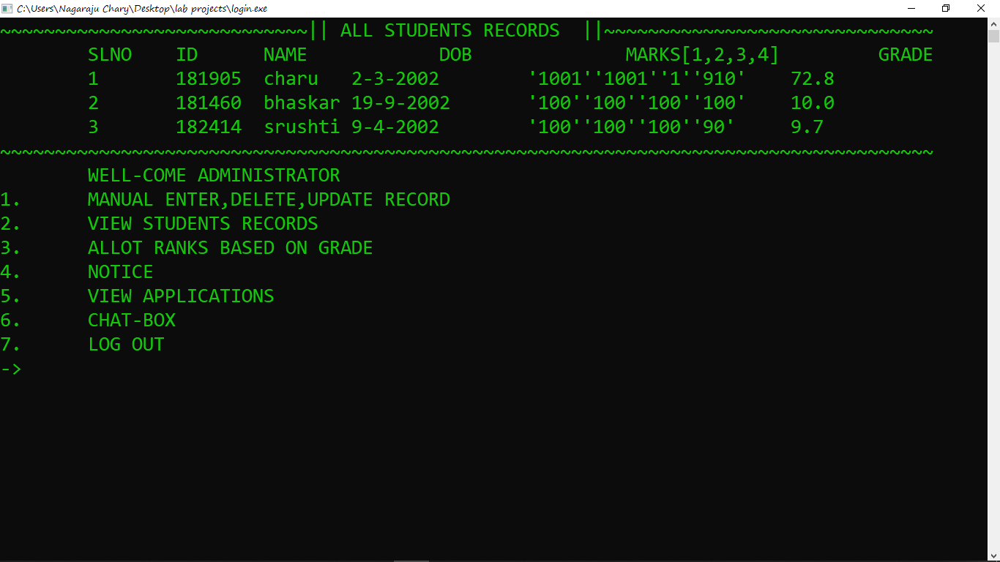 C:\Users\Nagaraju Chary\Desktop\lab projects\login.exe
~~~~~~~~~~~~~~~~~~~~~~~~~~~~|| ALL STUDENTS RECORDS  ||~~~~~~~~~~~~~~~~~~~~~~~~~~~~~~
        SLNO    ID      NAME            DOB              MARKS[1,2,3,4]         GRADE
        1       181905  charu   2-3-2002        '1001''1001''1''910'    72.8
        2       181460  bhaskar 19-9-2002       '100''100''100''100'    10.0
        3       182414  srushti 9-4-2002        '100''100''100''90'     9.7
~~~~~~~~~~~~~~~~~~~~~~~~~~~~~~~~~~~~~~~~~~~~~~~~~~~~~~~~~~~~~~~~~~~~~~~~~~~~~~~~~~~~~
        WELL-COME ADMINISTRATOR
1.      MANUAL ENTER,DELETE,UPDATE RECORD
2.      VIEW STUDENTS RECORDS
3.      ALLOT RANKS BASED ON GRADE
4.      NOTICE
5.      VIEW APPLICATIONS
6.      CHAT-BOX
7.      LOG OUT
->